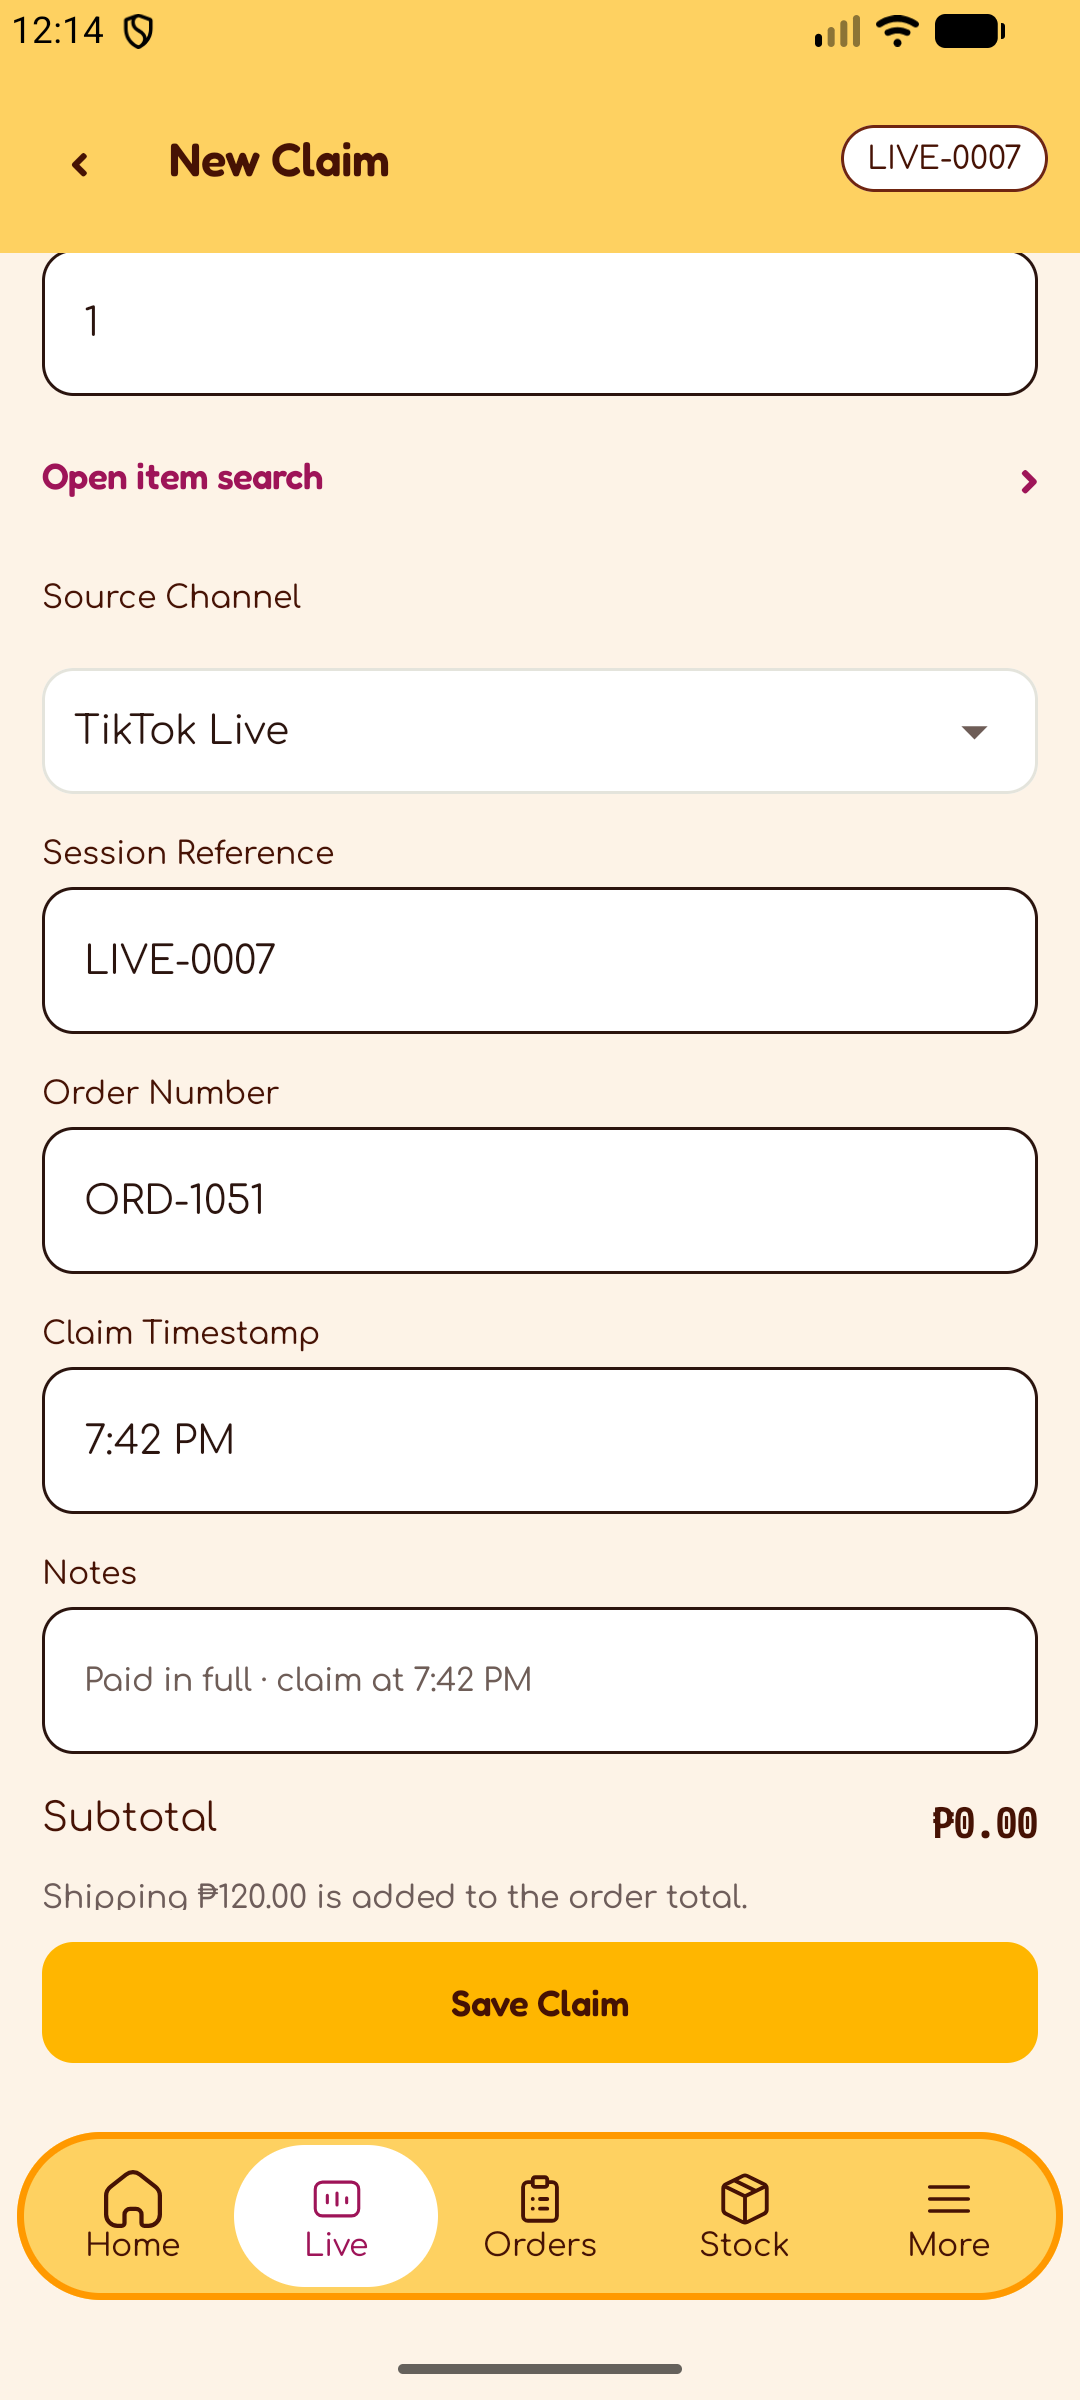 12:14
New Claim
LIVE-0007
1
Open item search
Source Channel
TikTok Live
Session Reference
LIVE-0007
Order Number
ORD-1051
Claim Timestamp
7:42 PM
Notes
Paid in full · claim at 7:42 PM
Subtotal
₱0.00
Shipping ₱120.00 is added to the order total.
Save Claim
Home
Live
Orders
Stock
More